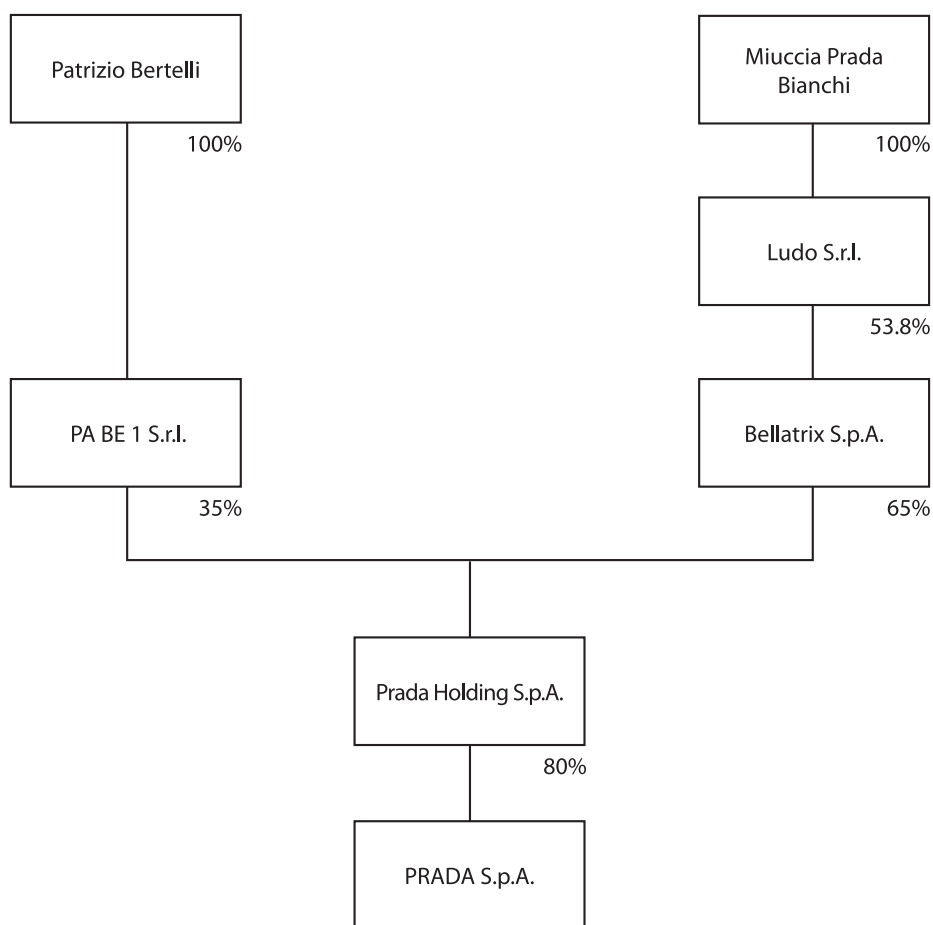 Patrizio Bertelli
Miuccia Prada
Bianchi
100%
100%
Ludo S.r.l.
53.8%
PA BE 1 S.r.l.
Bellatrix S.p.A.
35%
65%
Prada Holding S.p.A.
80%
PRADA S.p.A.